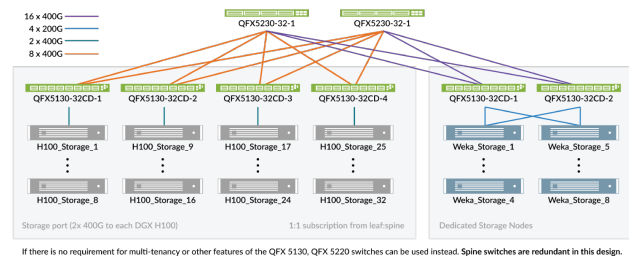 16 x 400G
4 x 200G
2 x 400G
8 x 400G
QFX5230-32-1
QFX5230-32-1
QFX5130-32CD-1
QFX5130-32CD-2
QFX5130-32CD-3
QFX5130-32CD-4
QFX5130-32CD-1
QFX5130-32CD-2
H100_Storage_1
H100_Storage_9
H100_Storage_17
H100_Storage_25
Weka_Storage_1
Weka_Storage_5
H100_Storage_8
H100_Storage_16
H100_Storage_24
H100_Storage_32
Weka_Storage_4
Weka_Storage_8
Storage port (2x 400G to each DGX H100)
1:1 subscription from leaf:spine
Dedicated Storage Nodes
If there is no requirement for multi-tenancy or other features of the QFX 5130, QFX 5220 switches can be used instead. Spine switches are redundant in this design.